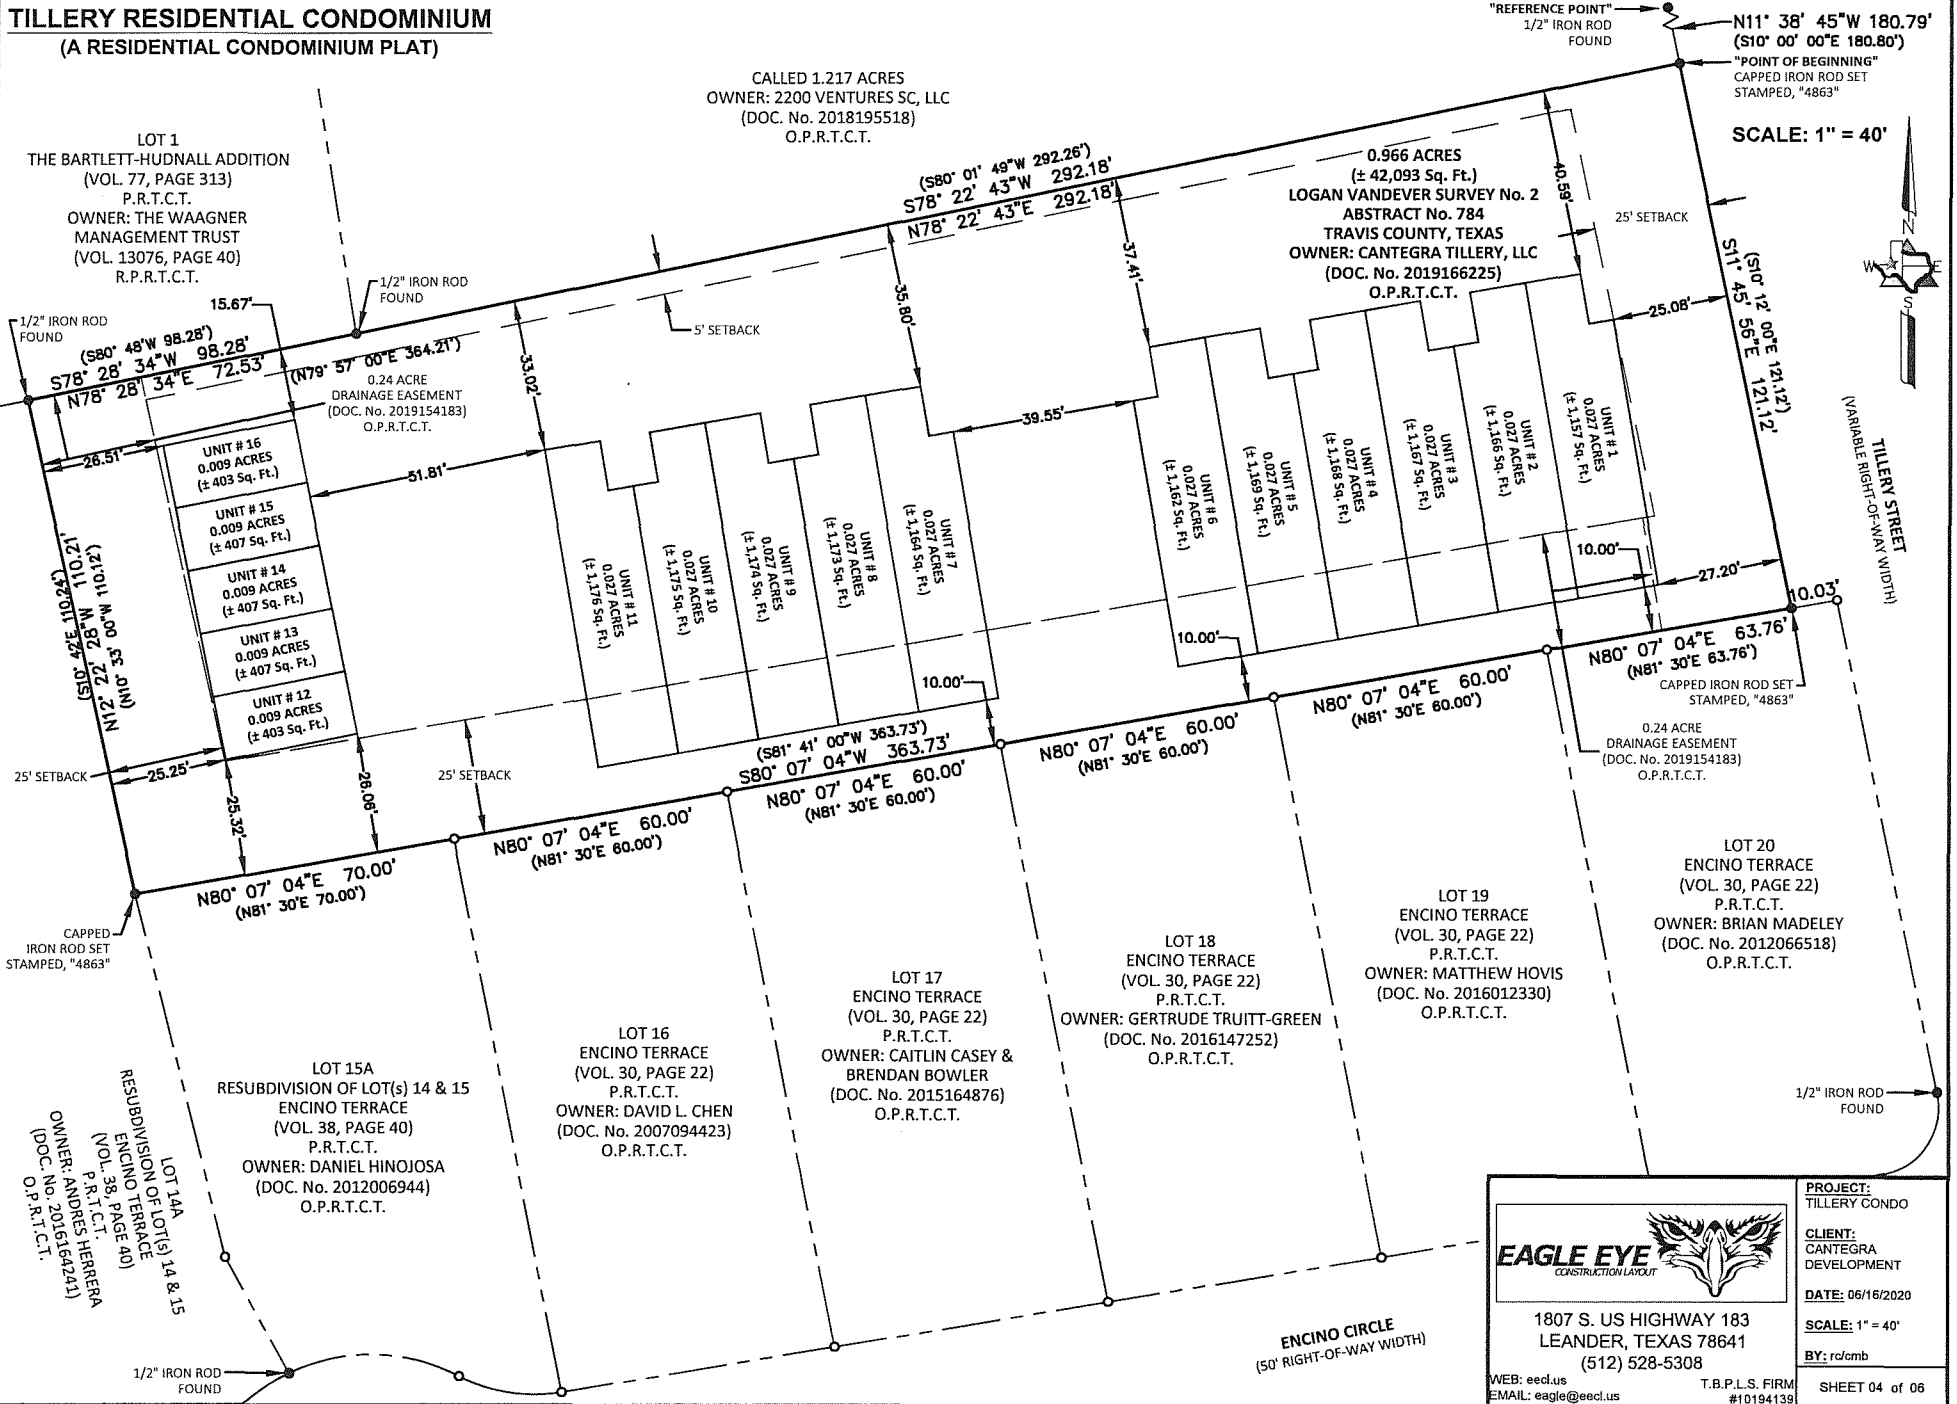 TILLERY RESIDENTIAL CONDOMINIUM
(A RESIDENTIAL CONDOMINIUM PLAT)
"REFERENCE POINT"
1/2" IRON ROD
FOUND
N11° 38' 45"W 180.79'
(S10° 00' 00"E 180.80')
"POINT OF BEGINNING"
CAPPED IRON ROD SET
STAMPED, "4863"
SCALE: 1" = 40'
N
W
E
S
CALLED 1.217 ACRES
OWNER: 2200 VENTURES SC, LLC
(DOC. No. 2018195518)
O.P.R.T.C.T.
LOT 1
THE BARTLETT-HUDNALL ADDITION
(VOL. 77, PAGE 313)
P.R.T.C.T.
OWNER: THE WAAGNER
MANAGEMENT TRUST
(VOL. 13076, PAGE 40)
R.P.R.T.C.T.
0.966 ACRES
(± 42,093 Sq. Ft.)
LOGAN VANDEVER SURVEY No. 2
ABSTRACT No. 784
TRAVIS COUNTY, TEXAS
OWNER: CANTEGRA TILLERY, LLC
(DOC. No. 2019166225)
O.P.R.T.C.T.
(S80° 01' 49"W 292.26')
S78° 22' 43"W 292.18'
N78° 22' 43"E 292.18'
40.59'
25' SETBACK
37.41'
35.80'
33.02'
15.67'
1/2" IRON ROD
FOUND
1/2" IRON ROD
FOUND
5' SETBACK
(S80° 48'W 98.28')
S78° 28' 34"W 98.28'
N78° 28' 34"E 72.53'
(N79° 57' 00"E 364.21')
0.24 ACRE
DRAINAGE EASEMENT
(DOC. No. 2019154183)
O.P.R.T.C.T.
25.08'
(S10° 12' 00"E 121.12')
S11° 45' 56"E 121.12'
TILLERY STREET
(VARIABLE RIGHT-OF-WAY WIDTH)
26.51'
51.81'
39.55'
UNIT # 16
0.009 ACRES
(± 403 Sq. Ft.)
UNIT # 15
0.009 ACRES
(± 407 Sq. Ft.)
UNIT # 14
0.009 ACRES
(± 407 Sq. Ft.)
UNIT # 13
0.009 ACRES
(± 407 Sq. Ft.)
UNIT # 12
0.009 ACRES
(± 403 Sq. Ft.)
UNIT # 11
0.027 ACRES
(± 1,176 Sq. Ft.)
UNIT # 10
0.027 ACRES
(± 1,175 Sq. Ft.)
UNIT # 9
0.027 ACRES
(± 1,174 Sq. Ft.)
UNIT # 8
0.027 ACRES
(± 1,173 Sq. Ft.)
UNIT # 7
0.027 ACRES
(± 1,164 Sq. Ft.)
UNIT # 6
0.027 ACRES
(± 1,162 Sq. Ft.)
UNIT # 5
0.027 ACRES
(± 1,169 Sq. Ft.)
UNIT # 4
0.027 ACRES
(± 1,168 Sq. Ft.)
UNIT # 3
0.027 ACRES
(± 1,167 Sq. Ft.)
UNIT # 2
0.027 ACRES
(± 1,166 Sq. Ft.)
UNIT # 1
0.027 ACRES
(± 1,157 Sq. Ft.)
(S10° 42'E 110.24')
N12° 22' 28"W 110.21'
(N10° 33' 00"W 110.12')
25' SETBACK
25.25'
25.32'
26.06'
25' SETBACK
10.00'
10.00'
10.00'
27.20'
10.03'
(S81° 41' 00"W 363.73')
S80° 07' 04"W 363.73'
N80° 07' 04"E 70.00'
(N81° 30'E 70.00')
N80° 07' 04"E 60.00'
(N81° 30'E 60.00')
N80° 07' 04"E 60.00'
(N81° 30'E 60.00')
N80° 07' 04"E 60.00'
(N81° 30'E 60.00')
N80° 07' 04"E 60.00'
(N81° 30'E 60.00')
N80° 07' 04"E 63.76'
(N81° 30'E 63.76')
CAPPED IRON ROD SET
STAMPED, "4863"
0.24 ACRE
DRAINAGE EASEMENT
(DOC. No. 2019154183)
O.P.R.T.C.T.
CAPPED
IRON ROD SET
STAMPED, "4863"
LOT 20
ENCINO TERRACE
(VOL. 30, PAGE 22)
P.R.T.C.T.
OWNER: BRIAN MADELEY
(DOC. No. 2012066518)
O.P.R.T.C.T.
LOT 19
ENCINO TERRACE
(VOL. 30, PAGE 22)
P.R.T.C.T.
OWNER: MATTHEW HOVIS
(DOC. No. 2016012330)
O.P.R.T.C.T.
LOT 18
ENCINO TERRACE
(VOL. 30, PAGE 22)
P.R.T.C.T.
OWNER: GERTRUDE TRUITT-GREEN
(DOC. No. 2016147252)
O.P.R.T.C.T.
LOT 17
ENCINO TERRACE
(VOL. 30, PAGE 22)
P.R.T.C.T.
OWNER: CAITLIN CASEY &
BRENDAN BOWLER
(DOC. No. 2015164876)
O.P.R.T.C.T.
LOT 16
ENCINO TERRACE
(VOL. 30, PAGE 22)
P.R.T.C.T.
OWNER: DAVID L. CHEN
(DOC. No. 2007094423)
O.P.R.T.C.T.
LOT 15A
RESUBDIVISION OF LOT(s) 14 & 15
ENCINO TERRACE
(VOL. 38, PAGE 40)
P.R.T.C.T.
OWNER: DANIEL HINOJOSA
(DOC. No. 2012006944)
O.P.R.T.C.T.
LOT 14A
RESUBDIVISION OF LOT(s) 14 & 15
ENCINO TERRACE
(VOL. 38, PAGE 40)
P.R.T.C.T.
OWNER: ANDRES HERRERA
(DOC. No. 2016164241)
O.P.R.T.C.T.
1/2" IRON ROD
FOUND
1/2" IRON ROD
FOUND
ENCINO CIRCLE
(50' RIGHT-OF-WAY WIDTH)
EAGLE EYE
CONSTRUCTION LAYOUT
1807 S. US HIGHWAY 183
LEANDER, TEXAS 78641
(512) 528-5308
WEB: eecl.us
EMAIL: eagle@eecl.us
T.B.P.L.S. FIRM
#10194139
PROJECT:
TILLERY CONDO
CLIENT:
CANTEGRA
DEVELOPMENT
DATE: 06/16/2020
SCALE: 1" = 40'
BY: rc/cmb
SHEET 04 of 06